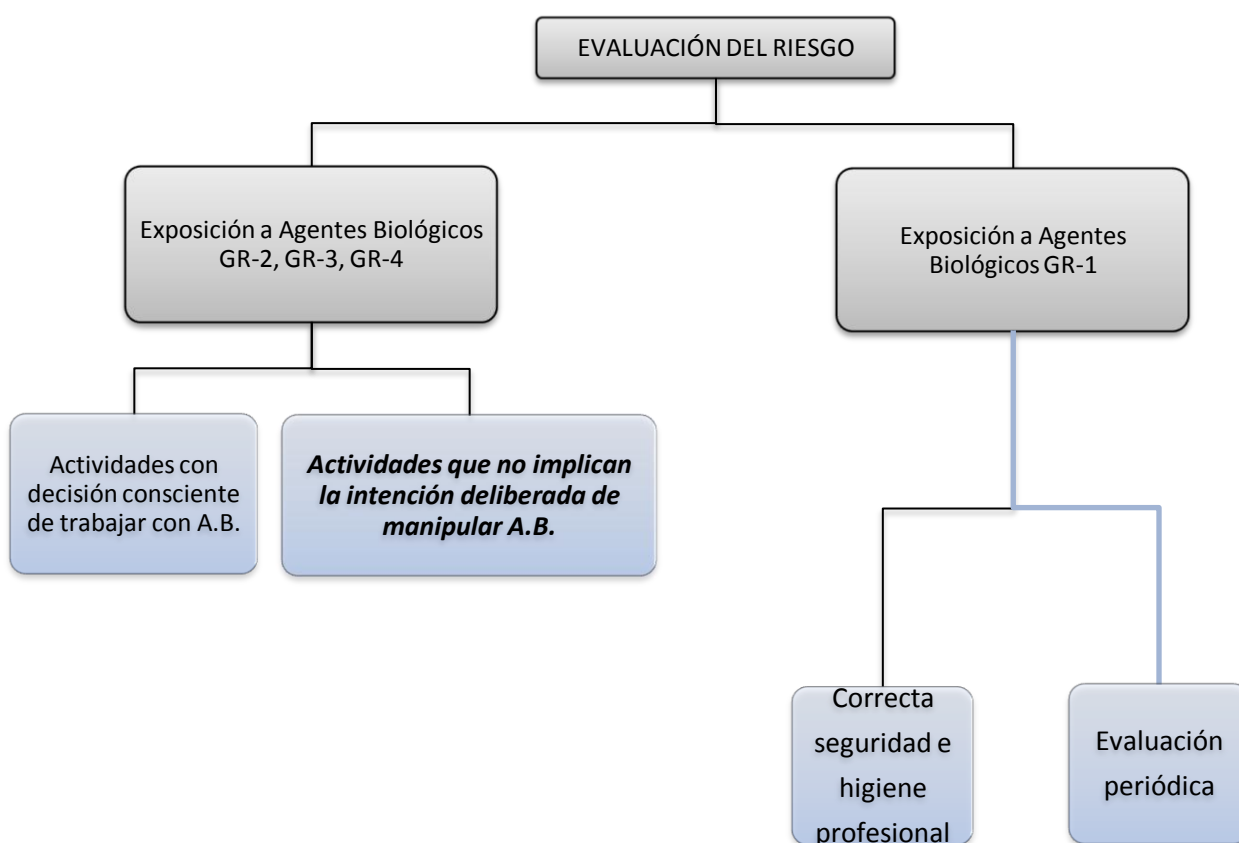 EVALUACIÓN DEL RIESGO
Exposición a Agentes Biológicos
GR-2, GR-3, GR-4
Exposición a Agentes
Biológicos GR-1
Actividades con
decisión consciente
de trabajar con A.B.
Actividades que no implican
la intención deliberada de
manipular A.B.
Correcta
seguridad e
higiene
profesional
Evaluación
periódica